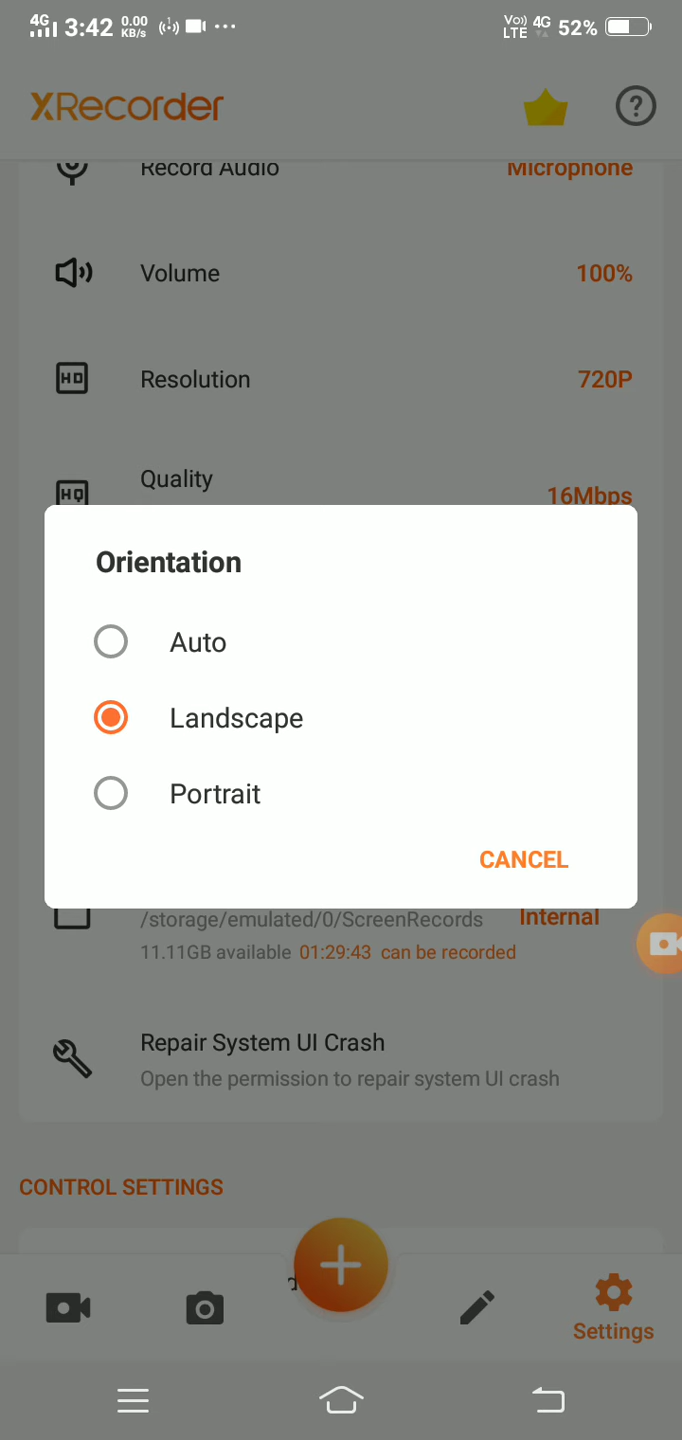 4G 3:42 0.00 KB/s
Vo)) LTE 4G 52%
XRecorder
?
Record Audio Microphone
Volume 100%
HD Resolution 720P
Quality
HQ 16Mbps
Orientation
Auto
Landscape
Portrait
CANCEL
/storage/emulated/0/ScreenRecords Internal
11.11GB available 01:29:43 can be recorded
Repair System UI Crash
Open the permission to repair system UI crash
CONTROL SETTINGS
Settings